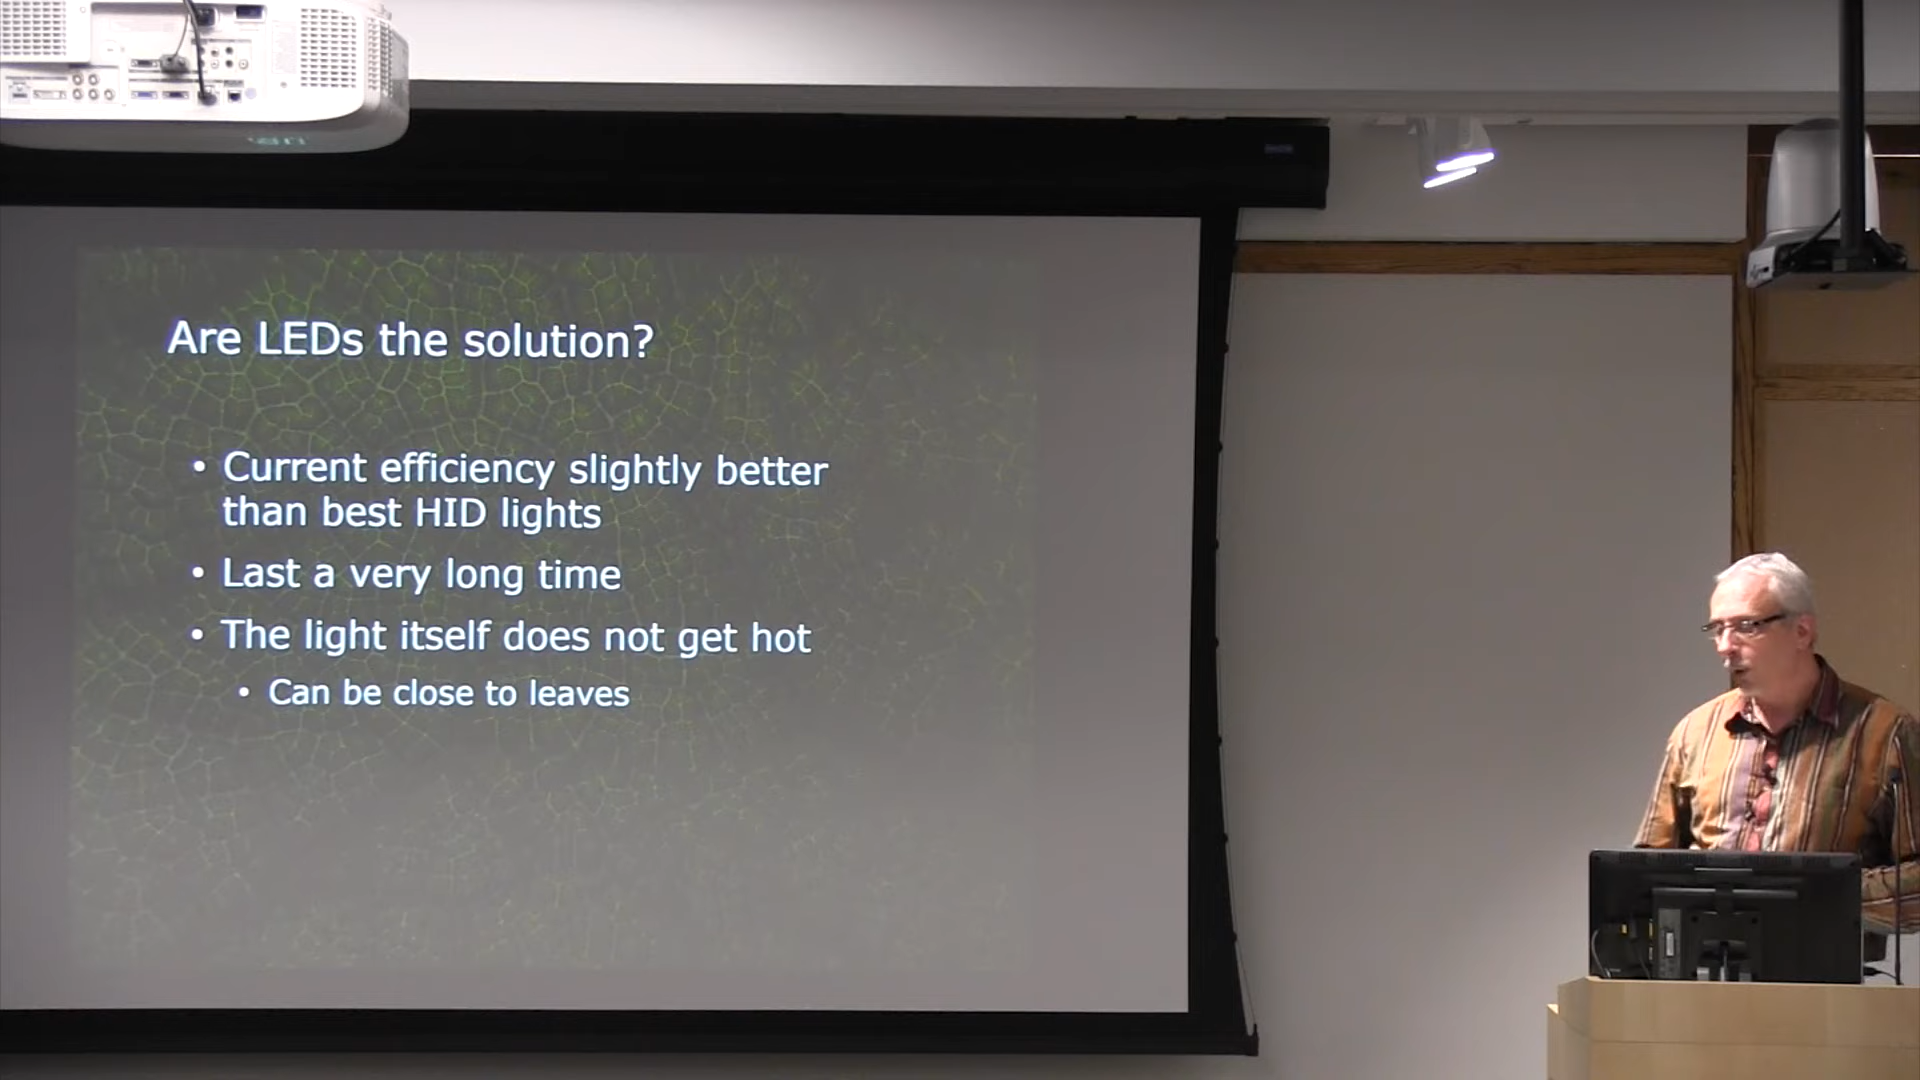 Are LEDs the solution?
• Current efficiency slightly better
than best HID lights
• Last a very long time
• The light itself does not get hot
• Can be close to leaves